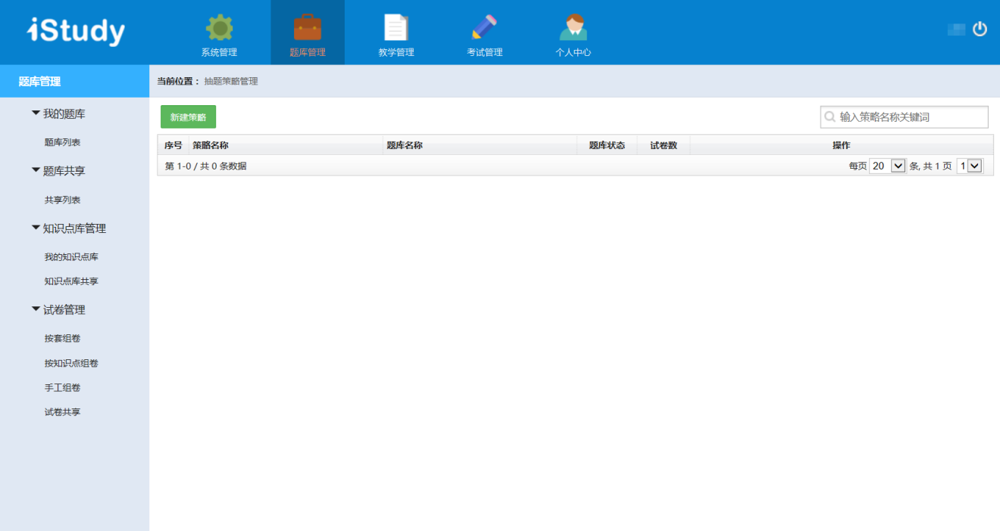 iStudy
系统管理
题库管理
教学管理
考试管理
个人中心
题库管理
当前位置： 抽题策略管理
我的题库
题库列表
题库共享
共享列表
知识点库管理
我的知识点库
知识点库共享
试卷管理
按套组卷
按知识点组卷
手工组卷
试卷共享
新建策略
输入策略名称关键词
序号 策略名称 题库名称 题库状态 试卷数 操作
第 1-0 / 共 0 条数据 每页 20 条, 共 1 页 1